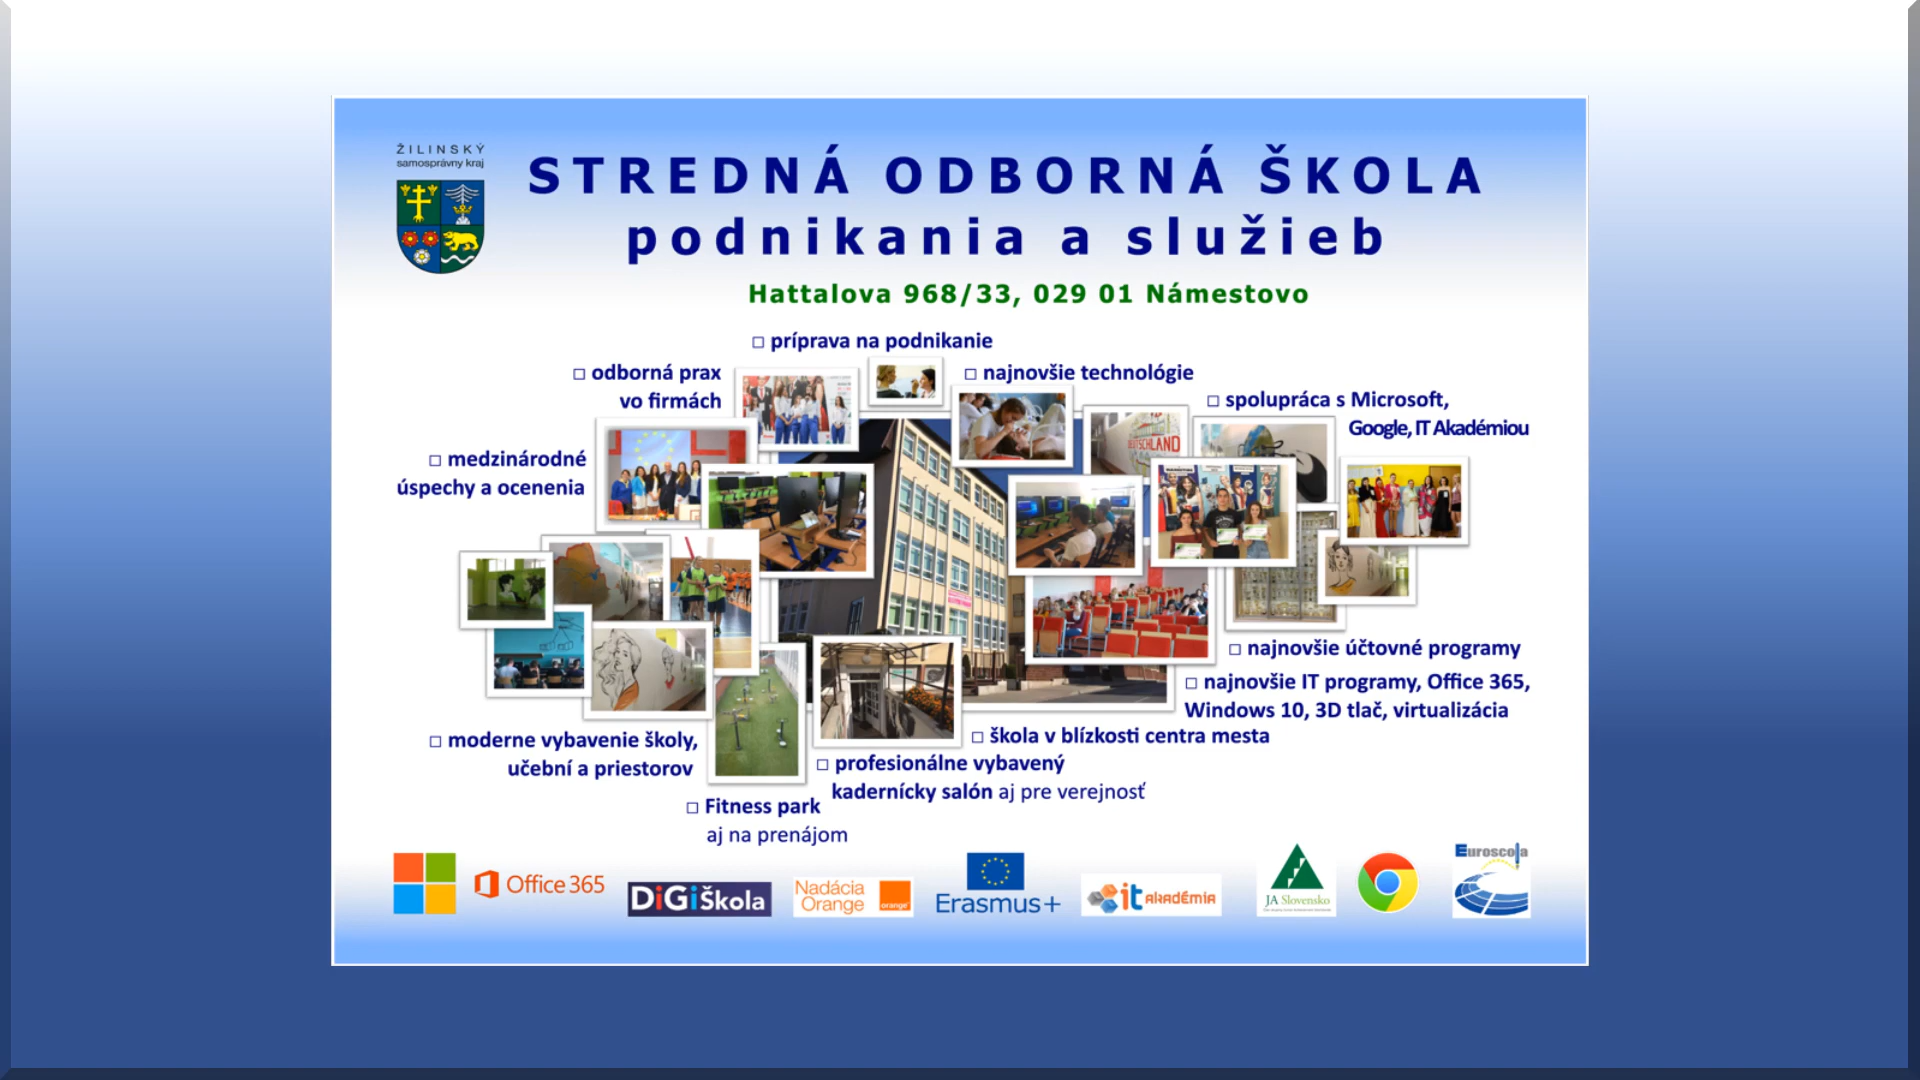 ŽILINSKÝ
samosprávny kraj
STREDNÁ ODBORNÁ ŠKOLA
podnikania a služieb
Hattalova 968/33, 029 01 Námestovo
□ príprava na podnikanie
□ odborná prax
vo firmách
□ najnovšie technológie
□ spolupráca s Microsoft,
Google, IT Akadémiou
□ medzinárodné
úspechy a ocenenia
DEUTSCHLAND
□ najnovšie účtovné programy
□ najnovšie IT programy, Office 365,
Windows 10, 3D tlač, virtualizácia
□ škola v blízkosti centra mesta
□ moderne vybavenie školy,
učební a priestorov
□ profesionálne vybavený
kadernícky salón aj pre verejnosť
□ Fitness park
aj na prenájom
Office 365
DiGiŠkola
Nadácia
Orange
orange
Erasmus+
it akadémia
JA Slovensko
Euroscola